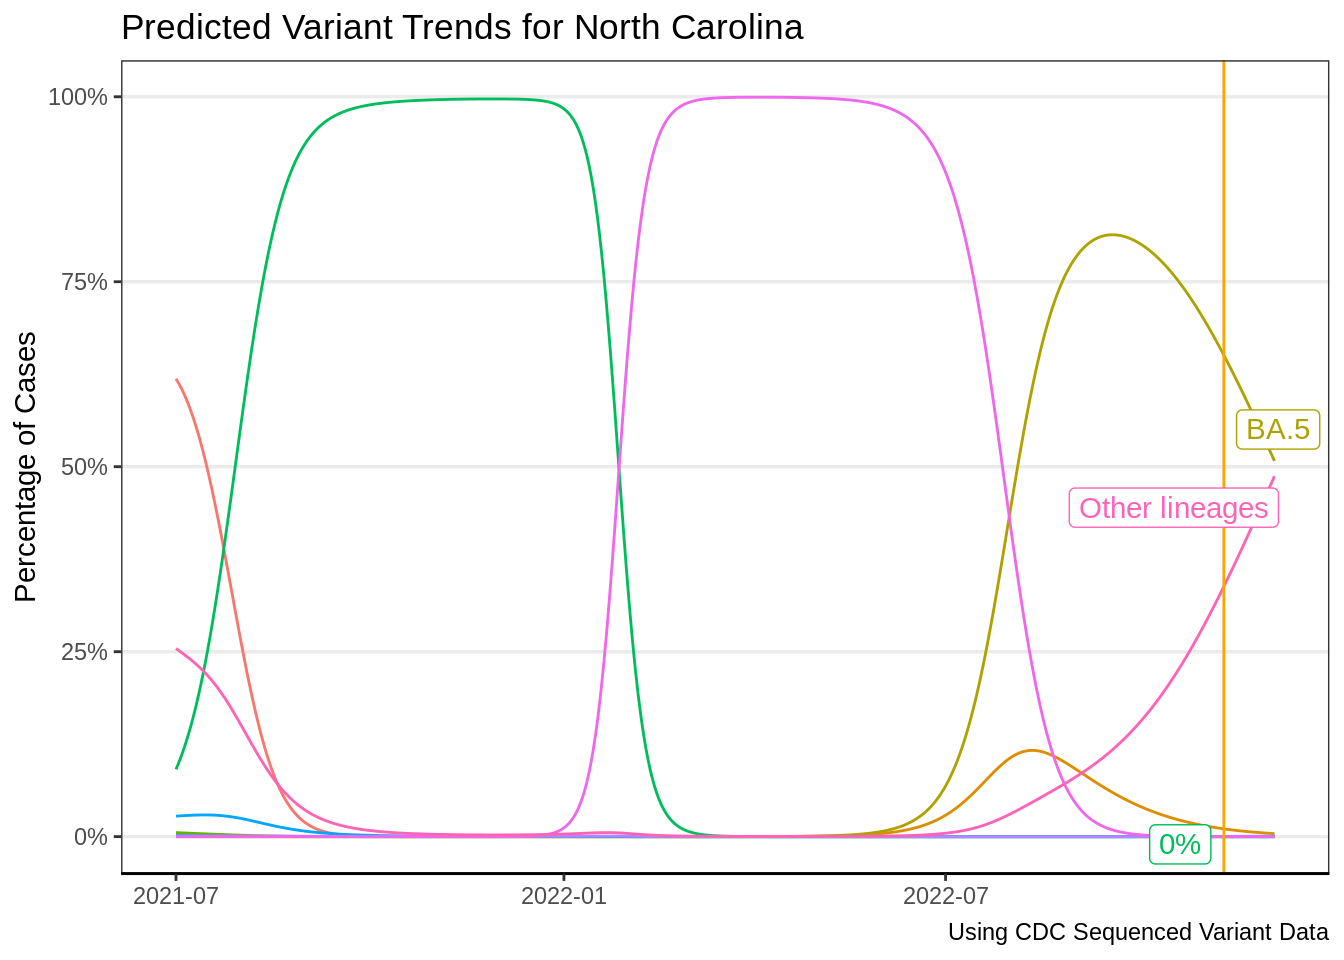 Predicted Variant Trends for North Carolina
Percentage of Cases
100%
75%
50%
25%
0%
BA.5
Other lineages
0%
2021-07
2022-01
2022-07
Using CDC Sequenced Variant Data